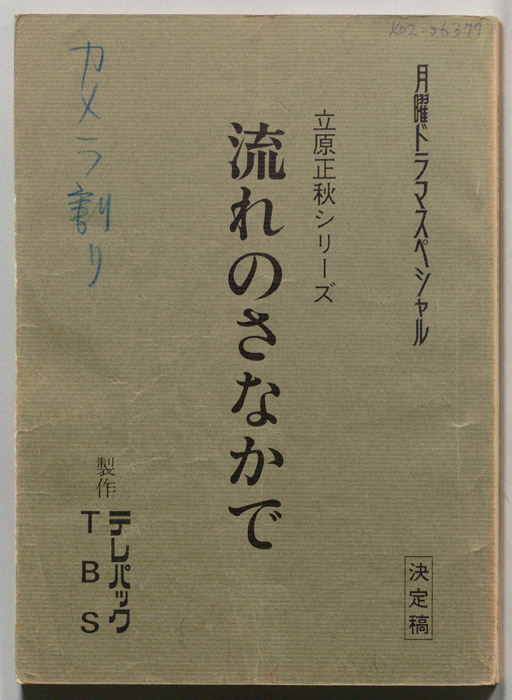 K02-06377
月曜ドラマスペシャル
立原正秋シリーズ
流れのさなかで
カメラ割り
決定稿
製作
テレパック
TBS